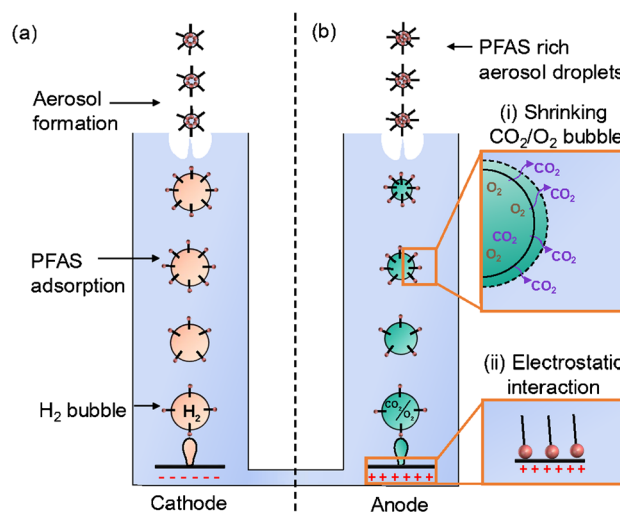 (a)
Aerosol
formation
PFAS
adsorption
H₂ bubble
H₂
- - - - - -
Cathode
(b)
PFAS rich
aerosol droplets
(i) Shrinking
CO₂/O₂ bubble
CO₂
O₂
CO₂
O₂
CO₂
CO₂
O₂
CO₂
(ii) Electrostatic
interaction
+ + + + + +
CO₂/O₂
+ + + + + +
Anode